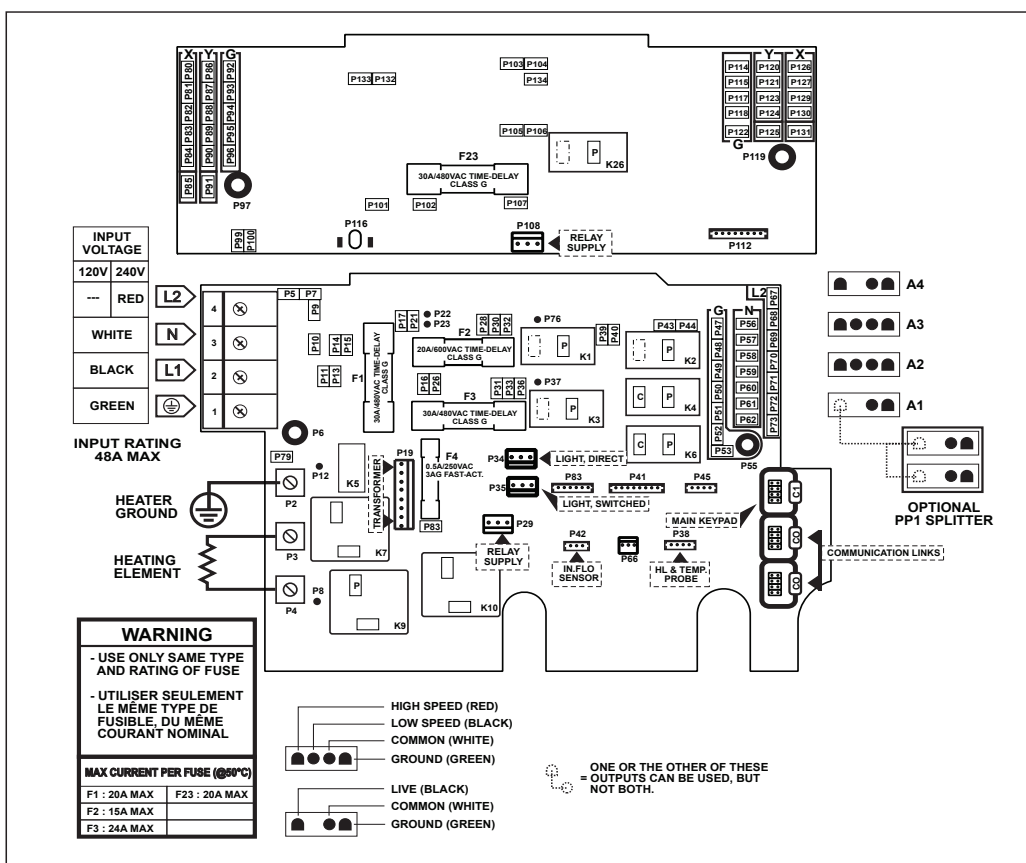 X Y G
P80 P81 P82 P83 P84 P85
P86 P87 P88 P89 P90 P91
P92 P93 P94 P95 P96
P97
P133 P132
P103 P104
P134
P105 P106
P
K26
F23
30A/480VAC TIME-DELAY
CLASS G
P101
P102
P107
P99
P100
P116
P108
RELAY
SUPPLY
P112
Y X
P114 P120 P126
P115 P121 P127
P117 P123 P129
P118 P124 P130
P122 P125 P131
G
P119
INPUT
VOLTAGE
120V 240V
--- RED
L2
WHITE
N
BLACK
L1
GREEN
INPUT RATING
48A MAX
4
3
2
1
P5 P7
P9
P10
P14
P15
P11
P13
F1
30A/480VAC TIME-DELAY
CLASS G
P17
P21
P22
P23
F2
20A/600VAC TIME-DELAY
CLASS G
P28
P30
P32
P76
P
K1
P39
P40
P43 P44
P
K2
P16
P26
P31
P33
P36
P37
F3
30A/480VAC TIME-DELAY
CLASS G
P
K3
C P
K4
C P
K6
G N L2
P47 P48 P49 P50 P51 P52
P53
P56
P57
P58
P59
P60
P61
P62
P67 P68 P69 P70 P71 P72 P73
P55
P6
P79
P12
K5
TRANSFORMER
P19
F4
0.5A/250VAC
3AG FAST-ACT.
P83
P34
LIGHT, DIRECT
P35
LIGHT, SWITCHED
P83
P41
P45
MAIN KEYPAD
C1
CO
CO
COMMUNICATION LINKS
P29
RELAY
SUPPLY
P42
IN.FLO
SENSOR
P66
P38
HL & TEMP.
PROBE
HEATER
GROUND
P2
P3
K7
HEATING
ELEMENT
P4
P8
P
K9
K10
A4
A3
A2
A1
OPTIONAL
PP1 SPLITTER
WARNING
- USE ONLY SAME TYPE
AND RATING OF FUSE
- UTILISER SEULEMENT
LE MÊME TYPE DE
FUSIBLE, DU MÊME
COURANT NOMINAL
MAX CURRENT PER FUSE (@50°C)
F1 : 20A MAX F23 : 20A MAX
F2 : 15A MAX
F3 : 24A MAX
HIGH SPEED (RED)
LOW SPEED (BLACK)
COMMON (WHITE)
GROUND (GREEN)
LIVE (BLACK)
COMMON (WHITE)
GROUND (GREEN)
ONE OR THE OTHER OF THESE
= OUTPUTS CAN BE USED, BUT
NOT BOTH.